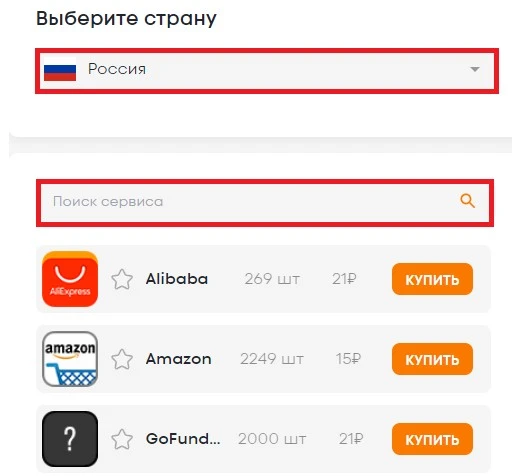 Выберите страну
Россия
Поиск сервиса
AliExpress
Alibaba 269 шт 21₽ КУПИТЬ
amazon
Amazon 2249 шт 15₽ КУПИТЬ
?
GoFund... 2000 шт 21₽ КУПИТЬ